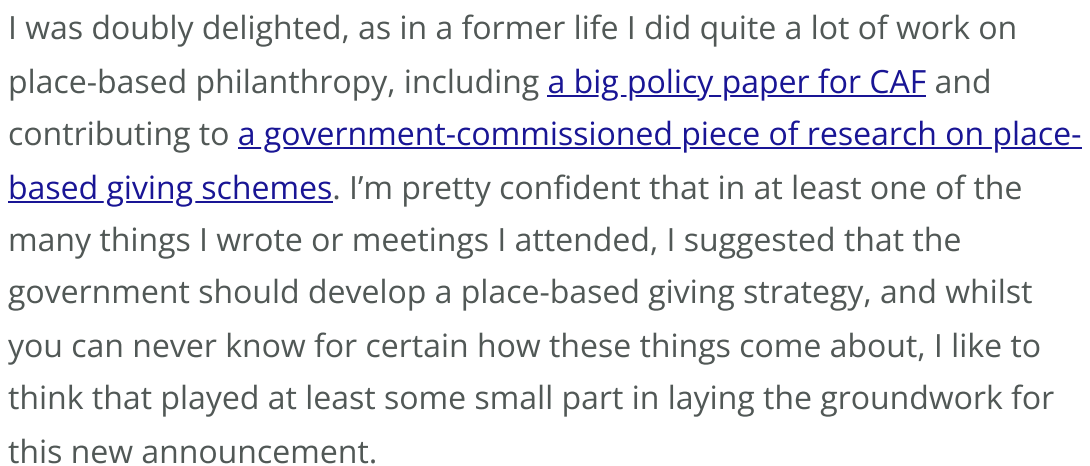 I was doubly delighted, as in a former life I did quite a lot of work on
place-based philanthropy, including a big policy paper for CAF and
contributing to a government-commissioned piece of research on place-
based giving schemes. I’m pretty confident that in at least one of the
many things I wrote or meetings I attended, I suggested that the
government should develop a place-based giving strategy, and whilst
you can never know for certain how these things come about, I like to
think that played at least some small part in laying the groundwork for
this new announcement.